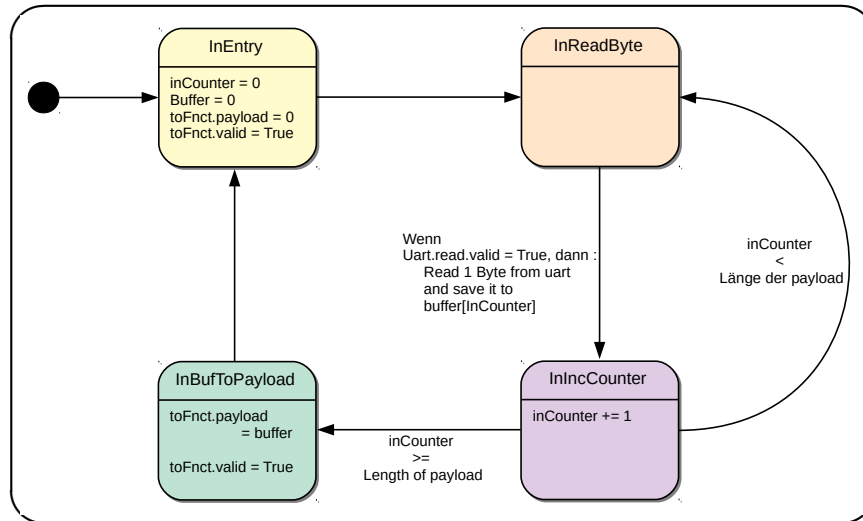 InEntry
inCounter = 0
Buffer = 0
toFnct.payload = 0
toFnct.valid = True
InReadByte
Wenn
Uart.read.valid = True, dann :
Read 1 Byte from uart
and save it to
buffer[InCounter]
inCounter
<
Länge der payload
InBufToPayload
toFnct.payload
= buffer
toFnct.valid = True
inCounter
>=
Length of payload
InIncCounter
inCounter += 1